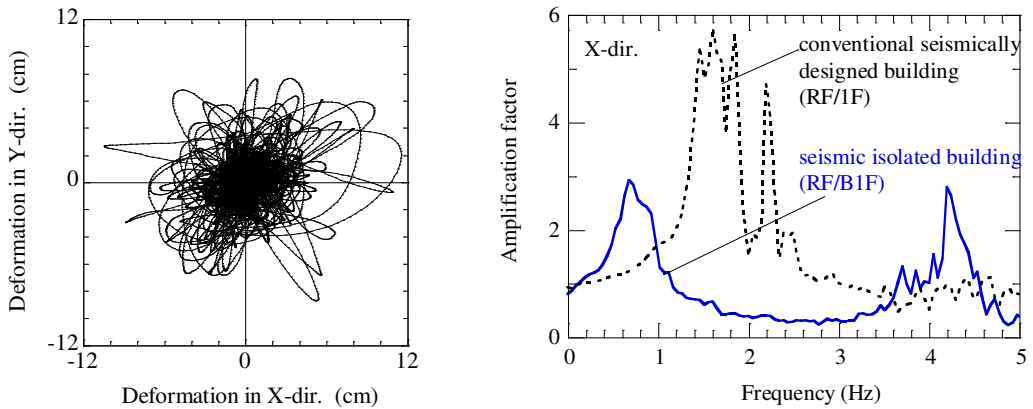 12
0
-12
-12
0
12
Deformation in Y-dir. (cm)
Deformation in X-dir. (cm)
6
4
2
0
0
1
2
3
4
5
Amplification factor
Frequency (Hz)
X-dir.
conventional seismically
designed building
(RF/1F)
seismic isolated building
(RF/B1F)